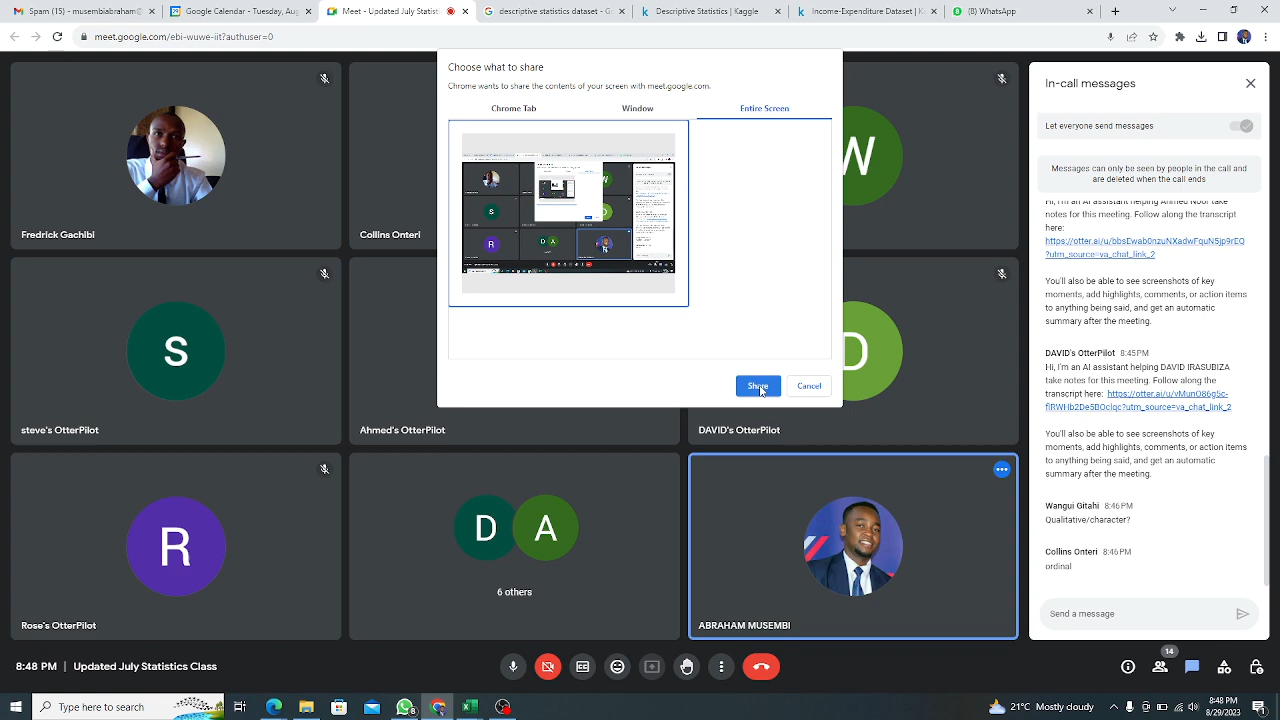 Spam (15) - musembiabraham@
Google Calendar - Tuesday, Aug
Meet - Updated July Statist
descriptive statistics dataset - G
Descriptive Statistics | Kaggle
Income-Expenditure Dataset | K
(8) WhatsApp
meet.google.com/ebi-wuwe-iit?authuser=0
Choose what to share
Chrome wants to share the contents of your screen with meet.google.com.
Chrome Tab
Window
Entire Screen
Share
Cancel
Fredrick Gachibi
Collins Onteri
W
S
steve's OtterPilot
Ahmed's OtterPilot
D
DAVID's OtterPilot
R
Rose's OtterPilot
D
A
6 others
ABRAHAM MUSEMBI
In-call messages
Let everyone send messages
Messages can only be seen by people in the call and
are deleted when the call ends
Hi, I'm an AI assistant helping Ahmed Noor take
notes for this meeting. Follow along the transcript
here:
https://otter.ai/u/bbsEwab0nzuNXadwFquN5jp9rEQ
?utm_source=va_chat_link_2
You'll also be able to see screenshots of key
moments, add highlights, comments, or action items
to anything being said, and get an automatic
summary after the meeting.
DAVID's OtterPilot 8:45 PM
Hi, I'm an AI assistant helping DAVID IRASUBIZA
take notes for this meeting. Follow along the
transcript here: https://otter.ai/u/vMunO86g5c-
flRWHb2De5BOclqc?utm_source=va_chat_link_2
You'll also be able to see screenshots of key
moments, add highlights, comments, or action items
to anything being said, and get an automatic
summary after the meeting.
Wangui Gitahi 8:46 PM
Qualitative/character?
Collins Onteri 8:46 PM
ordinal
Send a message
8:48 PM | Updated July Statistics Class
14
Type here to search
21°C Mostly cloudy
8:48 PM
8/29/2023